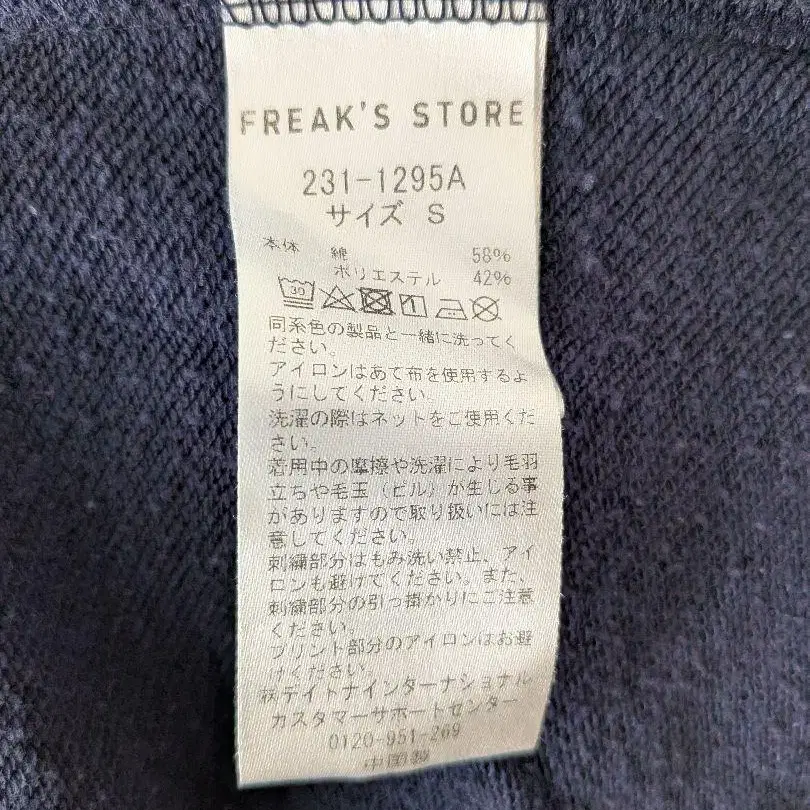 FREAK'S STORE
231-1295A
サイズ S
本体 綿 58%
ポリエステル 42%
30
同系色の製品と一緒に洗ってく
ださい。
アイロンはあて布を使用するよ
うにしてください。
洗濯の際はネットをご使用くだ
さい。
着用中の摩擦や洗濯により毛羽
立ちや毛玉（ピル）が生じる事
がありますので取り扱いには注
意してください。
刺繍部分はもみ洗い禁止、アイ
ロンも避けてください。また、
刺繍部分の引っ掛かりにご注意
ください。
プリント部分のアイロンはお避
けください。
㈱デイトナインターナショナル
カスタマーサポートセンター
0120-951-269
中国製